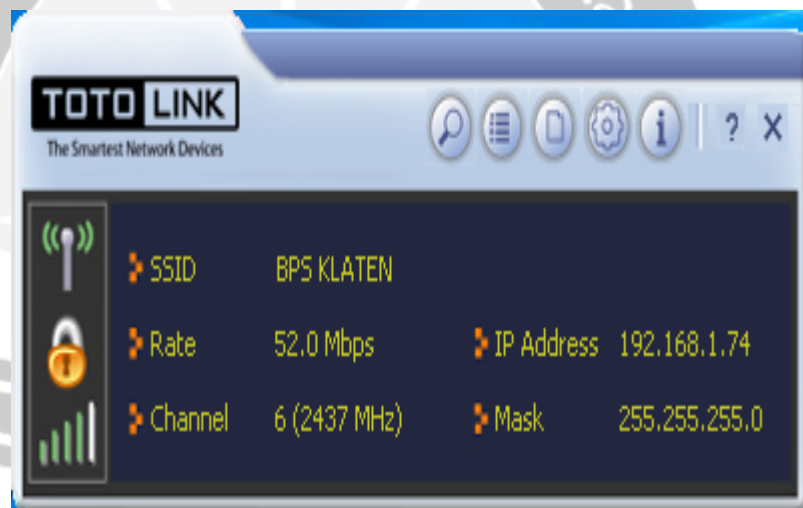 TOTO LINK
The Smartest Network Devices
i ? X
SSID BPS KLATEN
Rate 52.0 Mbps IP Address 192.168.1.74
Channel 6 (2437 MHz) Mask 255.255.255.0